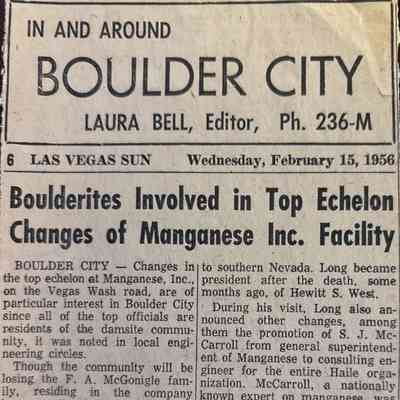 IN AND AROUND
BOULDER CITY
LAURA BELL, Editor, Ph. 236-M
6 LAS VEGAS SUN Wednesday, February 15, 1956
Boulderites Involved in Top Echelon
Changes of Manganese Inc. Facility
BOULDER CITY — Changes in
the top echelon at Manganese, Inc.,
on the Vegas Wash road, are of
particular interest in Boulder City
since all of the top officials are
residents of the damsite commu-
nity, it was noted in local engi-
neering circles.
Though the community will be
losing the F. A. McGonigle fam-
ily, residing in the company
to southern Nevada. Long became
president after the death, some
months ago, of Hewitt S. West.
During his visit, Long also an-
nounced other changes, among
them the promotion of S. J. Mc-
Carroll from general superintend-
ent of Manganese to consulting en-
gineer for the entire Haile or-
ganization. McCarroll, a nationally
known expert on manganese, was